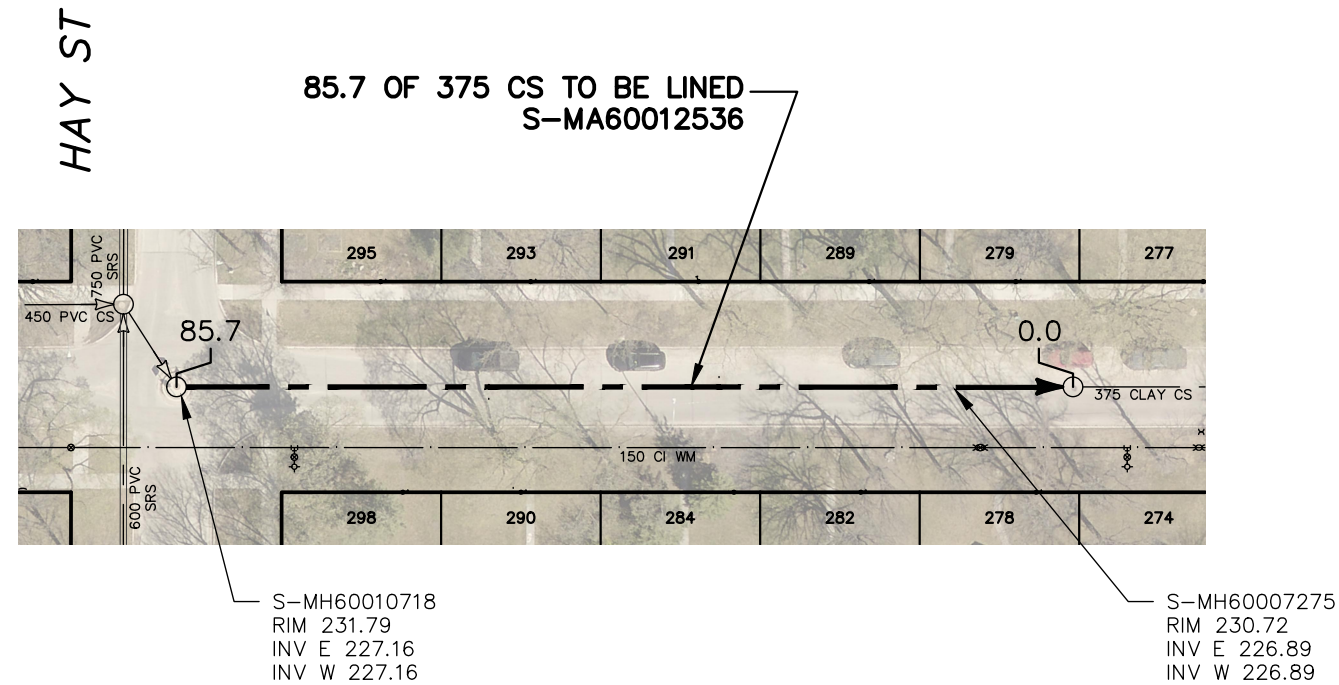 HAY ST
85.7 OF 375 CS TO BE LINED
S-MA60012536
295
293
291
289
279
277
750 PVC
SRS
450 PVC CS
85.7
0.0
375 CLAY CS
150 CI WM
600 PVC
SRS
298
290
284
282
278
274
S-MH60010718
RIM 231.79
INV E 227.16
INV W 227.16
S-MH60007275
RIM 230.72
INV E 226.89
INV W 226.89